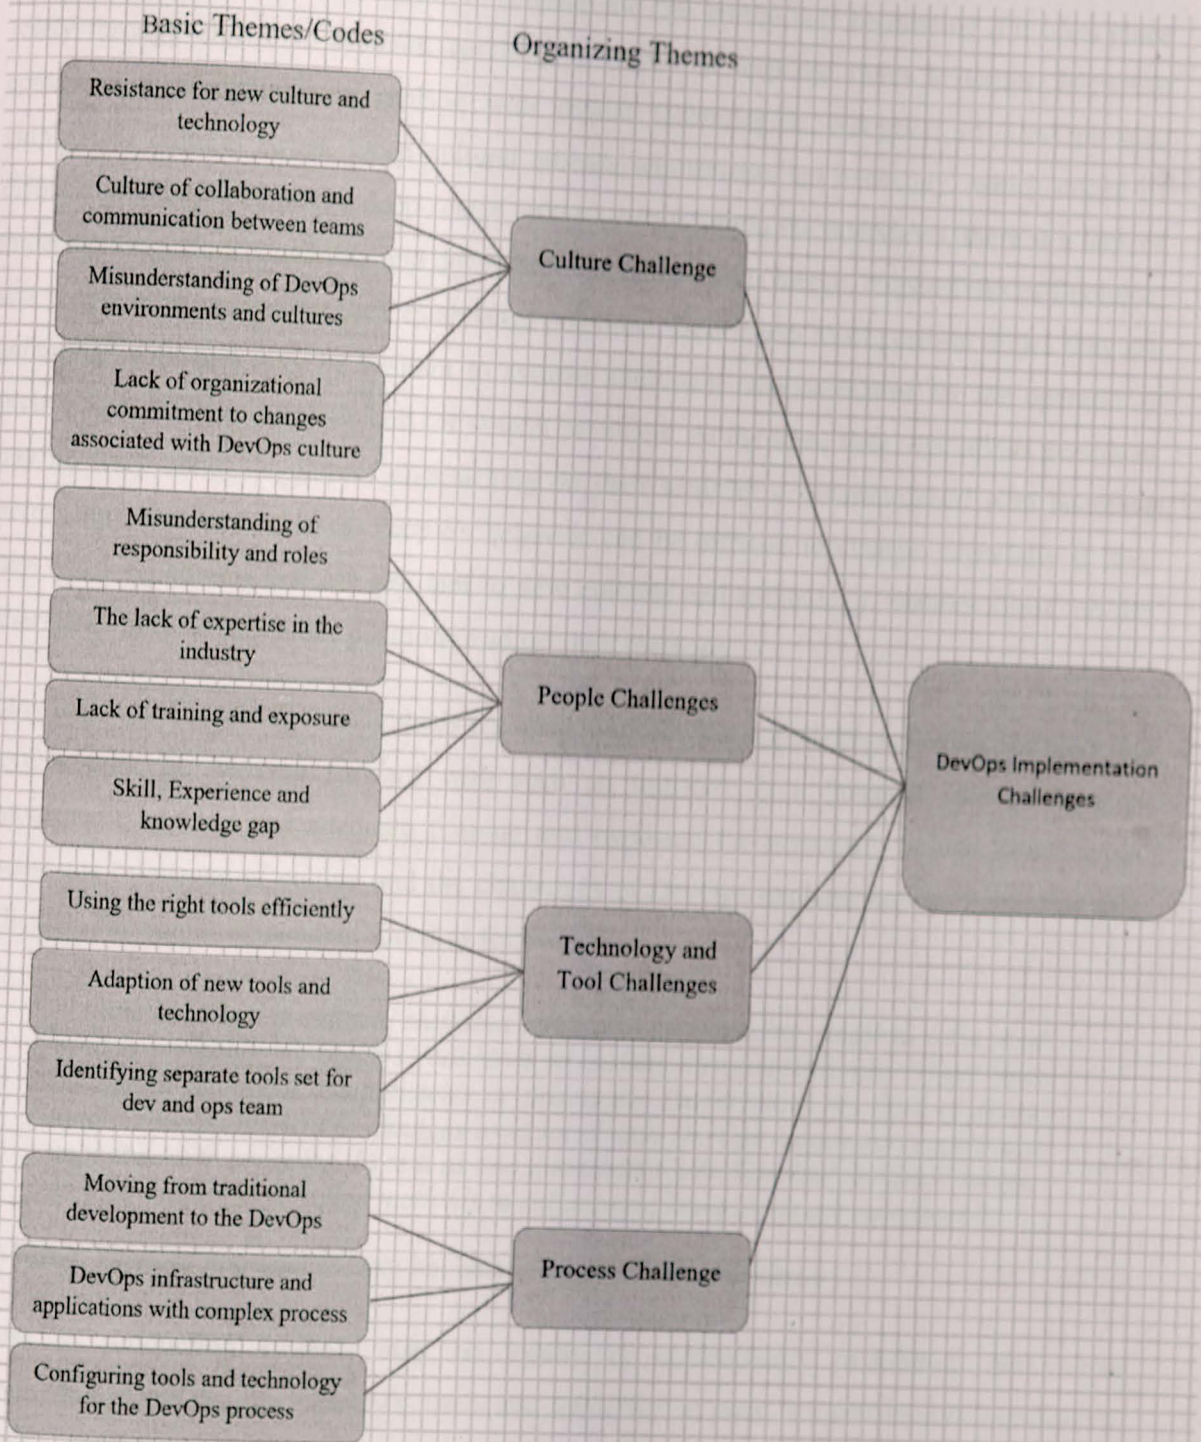 Basic Themes/Codes
Organizing Themes
Resistance for new culture and
technology
Culture of collaboration and
communication between teams
Misunderstanding of DevOps
environments and cultures
Lack of organizational
commitment to changes
associated with DevOps culture
Culture Challenge
Misunderstanding of
responsibility and roles
The lack of expertise in the
industry
Lack of training and exposure
Skill, Experience and
knowledge gap
People Challenges
Using the right tools efficiently
Adaption of new tools and
technology
Identifying separate tools set for
dev and ops team
Technology and
Tool Challenges
Moving from traditional
development to the DevOps
DevOps infrastructure and
applications with complex process
Configuring tools and technology
for the DevOps process
Process Challenge
DevOps Implementation
Challenges